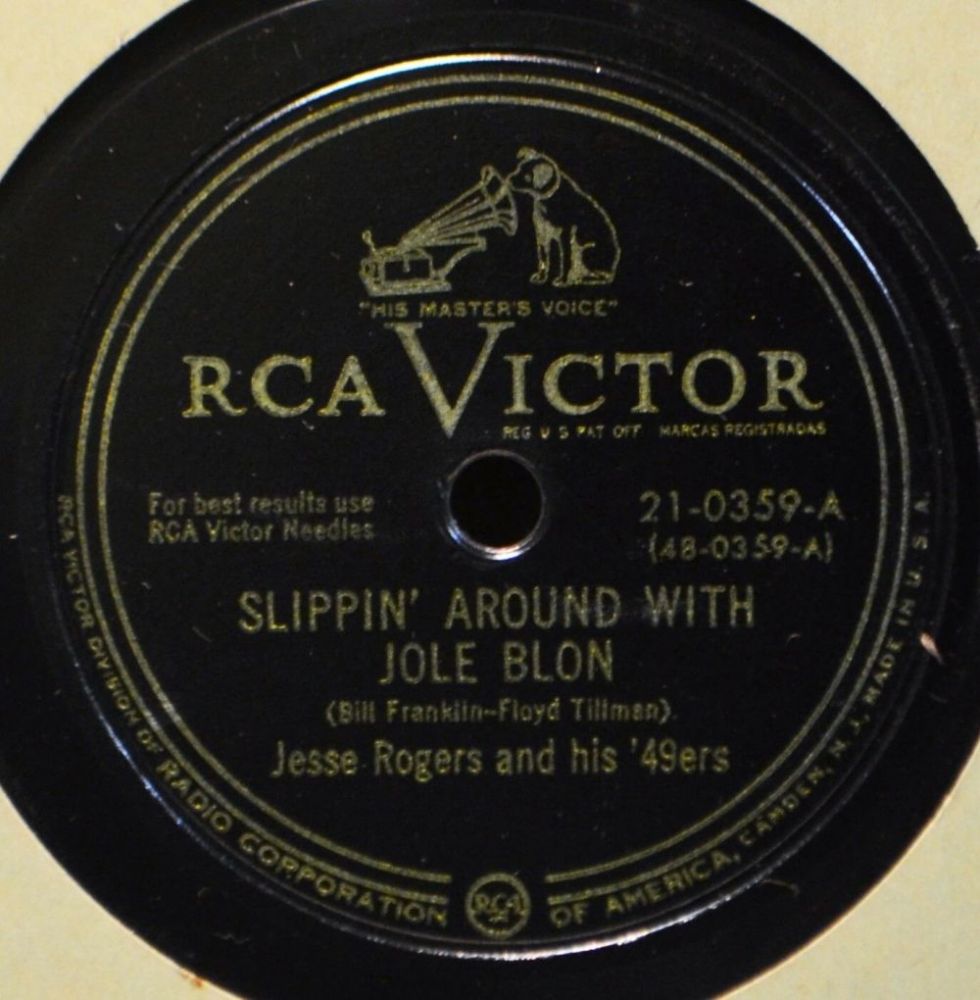 "HIS MASTER'S VOICE"
RCA VICTOR
REG U S PAT OFF MARCAS REGISTRADAS
For best results use
RCA Victor Needles
21-0359-A
(48-0359-A)
SLIPPIN' AROUND WITH
JOLE BLON
(Bill Franklin-Floyd Tillman)
Jesse Rogers and his '49ers
RCA VICTOR DIVISION OF RADIO CORPORATION OF AMERICA, CAMDEN, N. J., MADE IN U. S. A.
RCA